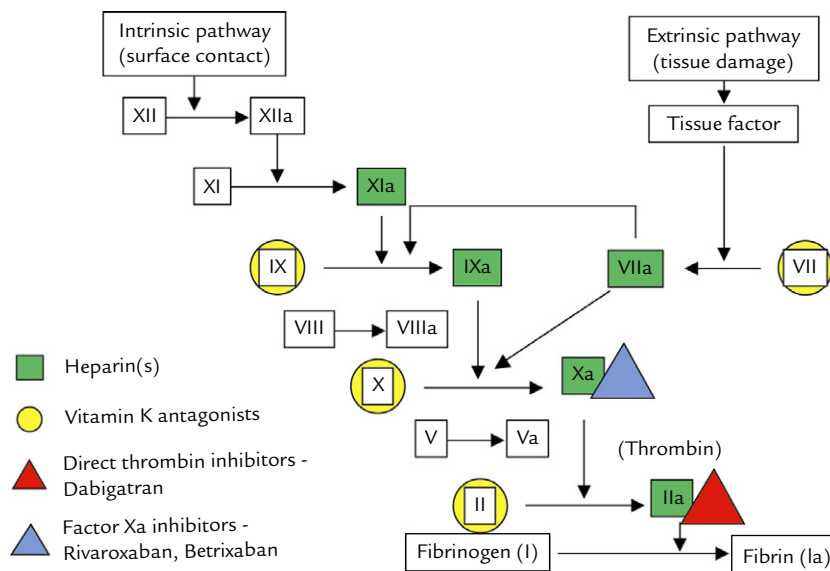 Intrinsic pathway
(surface contact)
Extrinsic pathway
(tissue damage)
XII
XIIa
Tissue factor
XI
XIa
IX
IXa
VIIa
VII
VIII
VIIIa
Heparin(s)
X
Xa
Vitamin K antagonists
V
Va
(Thrombin)
Direct thrombin inhibitors -
Dabigatran
II
IIa
Factor Xa inhibitors -
Rivaroxaban, Betrixaban
Fibrinogen (I)
Fibrin (la)